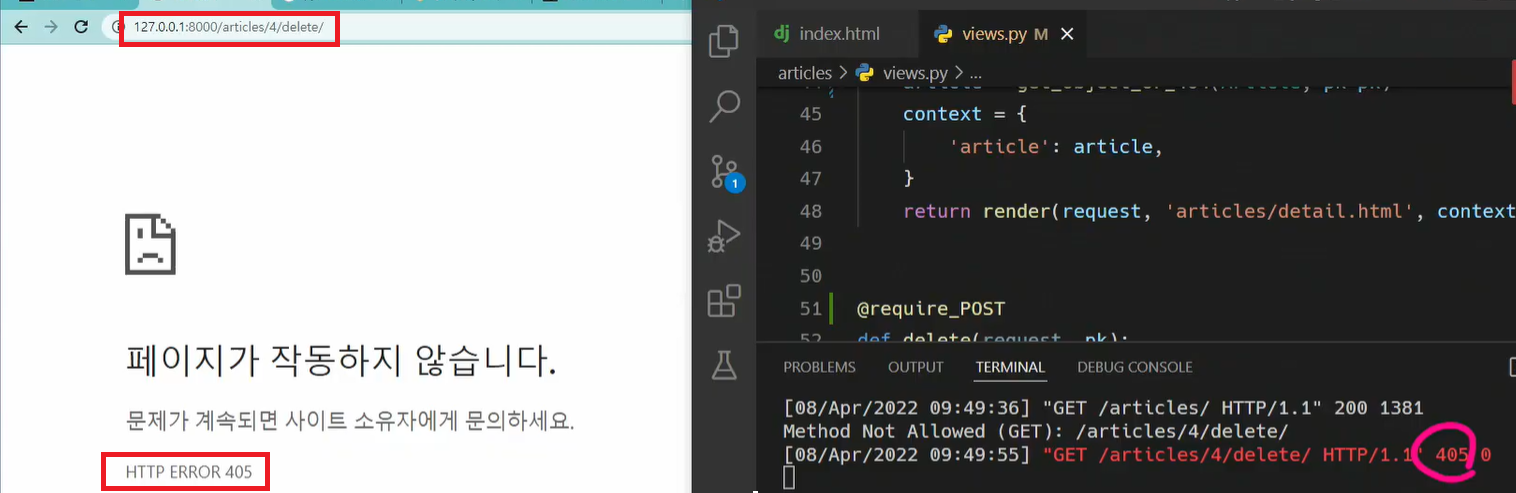 127.0.0.1:8000/articles/4/delete/
페이지가 작동하지 않습니다.
문제가 계속되면 사이트 소유자에게 문의하세요.
HTTP ERROR 405
dj index.html
views.py M
articles > views.py > ...
45 context = {
46 'article': article,
47 }
48 return render(request, 'articles/detail.html', context
49
50
51 @require_POST
52 def delete(request, pk):
1
PROBLEMS OUTPUT TERMINAL DEBUG CONSOLE
[08/Apr/2022 09:49:36] "GET /articles/ HTTP/1.1" 200 1381
Method Not Allowed (GET): /articles/4/delete/
[08/Apr/2022 09:49:55] "GET /articles/4/delete/ HTTP/1.1" 405 0